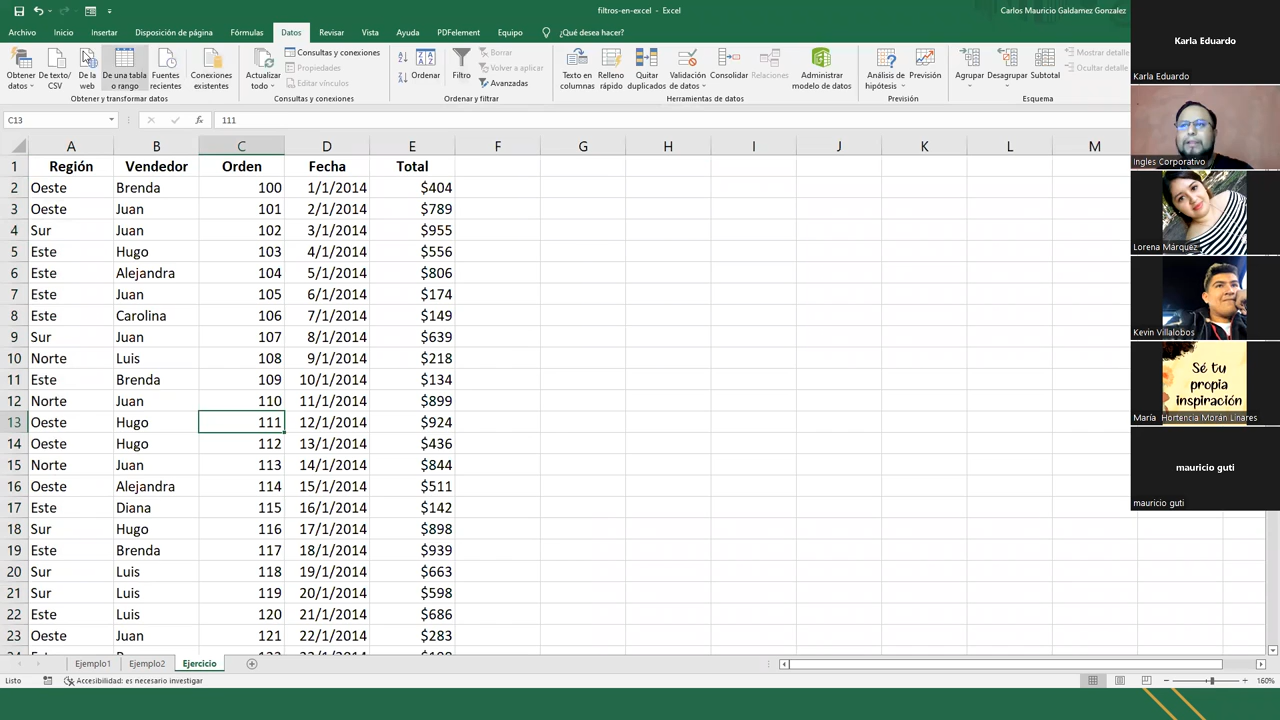 filtros-en-excel - Excel
Carlos Mauricio Galdamez Gonzalez
Archivo Inicio Insertar Disposición de página Fórmulas Datos Revisar Vista Ayuda PDFelement Equipo ¿Qué desea hacer?
Obtener datos
De texto/CSV
De la web
De una tabla o rango
Fuentes recientes
Conexiones existentes
Obtener y transformar datos
Actualizar todo
Consultas y conexiones
Propiedades
Editar vínculos
Consultas y conexiones
Ordenar
Filtro
Borrar
Volver a aplicar
Avanzadas
Ordenar y filtrar
Texto en columnas
Relleno rápido
Quitar duplicados
Validación de datos
Consolidar
Relaciones
Administrar modelo de datos
Herramientas de datos
Análisis de hipótesis
Previsión
Previsión
Agrupar
Desagrupar
Subtotal
Mostrar detalle
Ocultar detalle
Esquema
C13
fx
111
A B C D E F G H I J K L M
1 Región Vendedor Orden Fecha Total
2 Oeste Brenda 100 1/1/2014 $404
3 Oeste Juan 101 2/1/2014 $789
4 Sur Juan 102 3/1/2014 $955
5 Este Hugo 103 4/1/2014 $556
6 Este Alejandra 104 5/1/2014 $806
7 Este Juan 105 6/1/2014 $174
8 Este Carolina 106 7/1/2014 $149
9 Sur Juan 107 8/1/2014 $639
10 Norte Luis 108 9/1/2014 $218
11 Este Brenda 109 10/1/2014 $134
12 Norte Juan 110 11/1/2014 $899
13 Oeste Hugo 111 12/1/2014 $924
14 Oeste Hugo 112 13/1/2014 $436
15 Norte Juan 113 14/1/2014 $844
16 Oeste Alejandra 114 15/1/2014 $511
17 Este Diana 115 16/1/2014 $142
18 Sur Hugo 116 17/1/2014 $898
19 Este Brenda 117 18/1/2014 $939
20 Sur Luis 118 19/1/2014 $663
21 Sur Luis 119 20/1/2014 $598
22 Este Luis 120 21/1/2014 $686
23 Oeste Juan 121 22/1/2014 $283
Ejemplo1 Ejemplo2 Ejercicio
Listo
Accesibilidad: es necesario investigar
160%
Karla Eduardo
Karla Eduardo
Ingles Corporativo
Lorena Márquez
Kevin Villalobos
Sé tu
propia
inspiración
María Hortencia Morán Linares
mauricio guti
mauricio guti